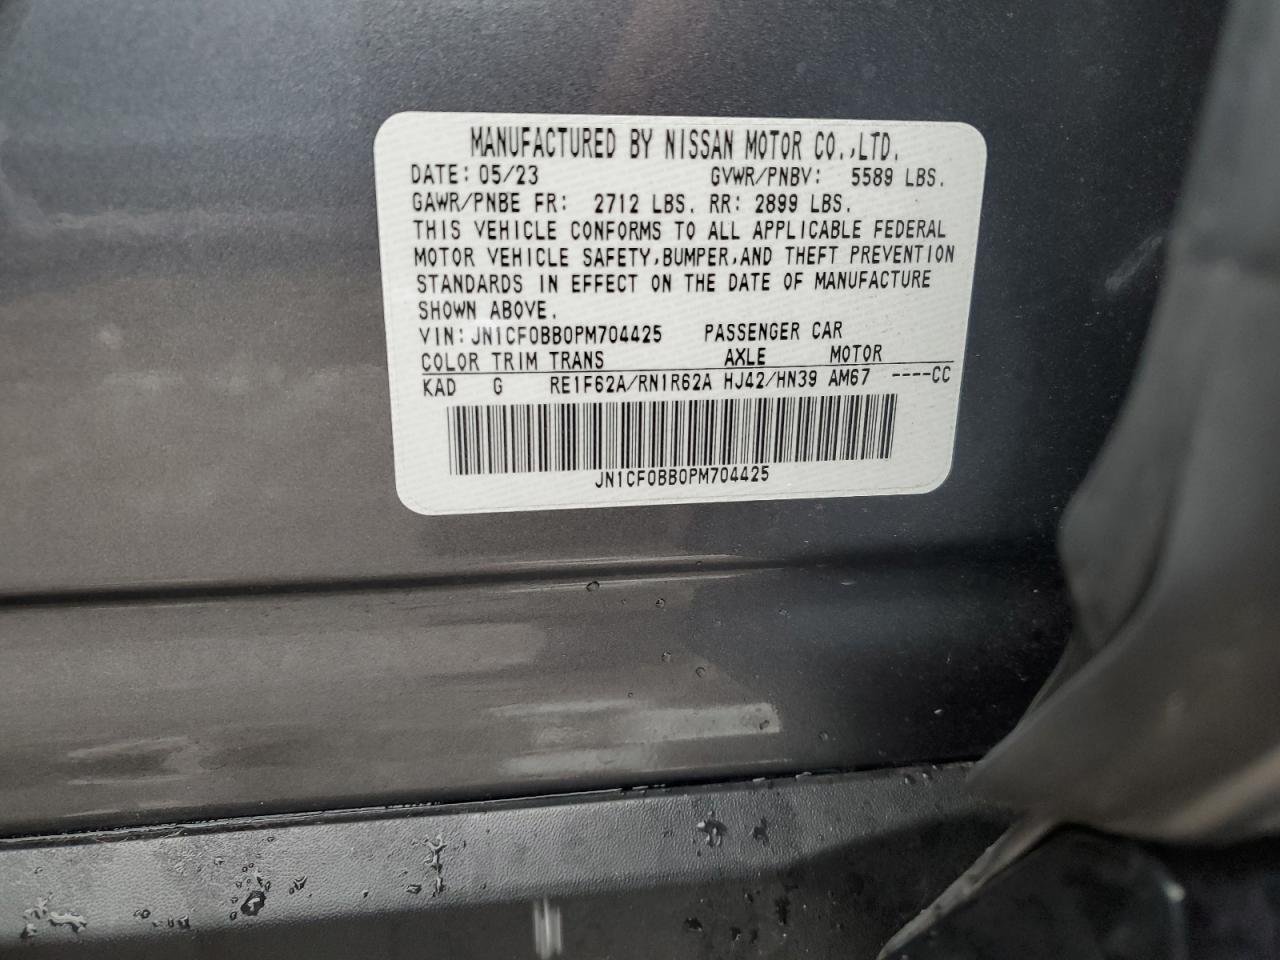 MANUFACTURED BY NISSAN MOTOR CO.,LTD.
DATE: 05/23 GVWR/PNBV: 5589 LBS.
GAWR/PNBE FR: 2712 LBS. RR: 2899 LBS.
THIS VEHICLE CONFORMS TO ALL APPLICABLE FEDERAL
MOTOR VEHICLE SAFETY,BUMPER,AND THEFT PREVENTION
STANDARDS IN EFFECT ON THE DATE OF MANUFACTURE
SHOWN ABOVE.
VIN: JN1CF0BB0PM704425 PASSENGER CAR
COLOR TRIM TRANS AXLE MOTOR
KAD G RE1F62A/RN1R62A HJ42/HN39 AM67 ----CC
JN1CF0BB0PM704425